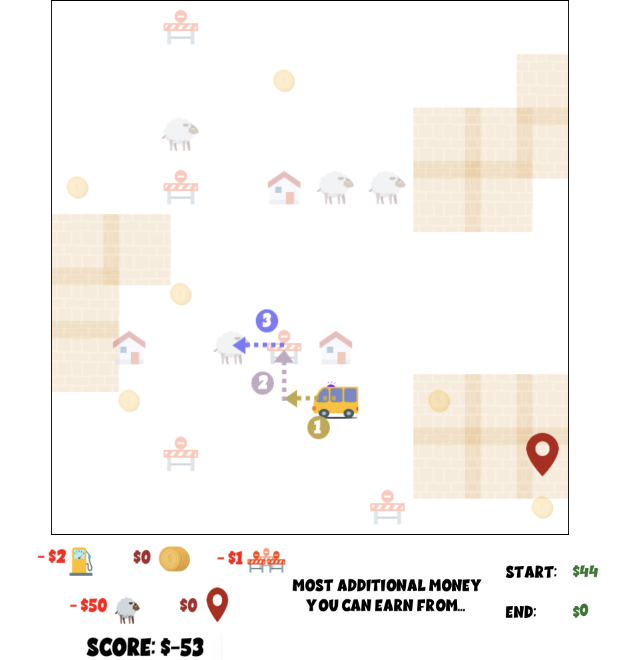 3
2
1
- $2
$0
- $1
- $50
$0
SCORE: $-53
MOST ADDITIONAL MONEY
YOU CAN EARN FROM...
START: $44
END: $0